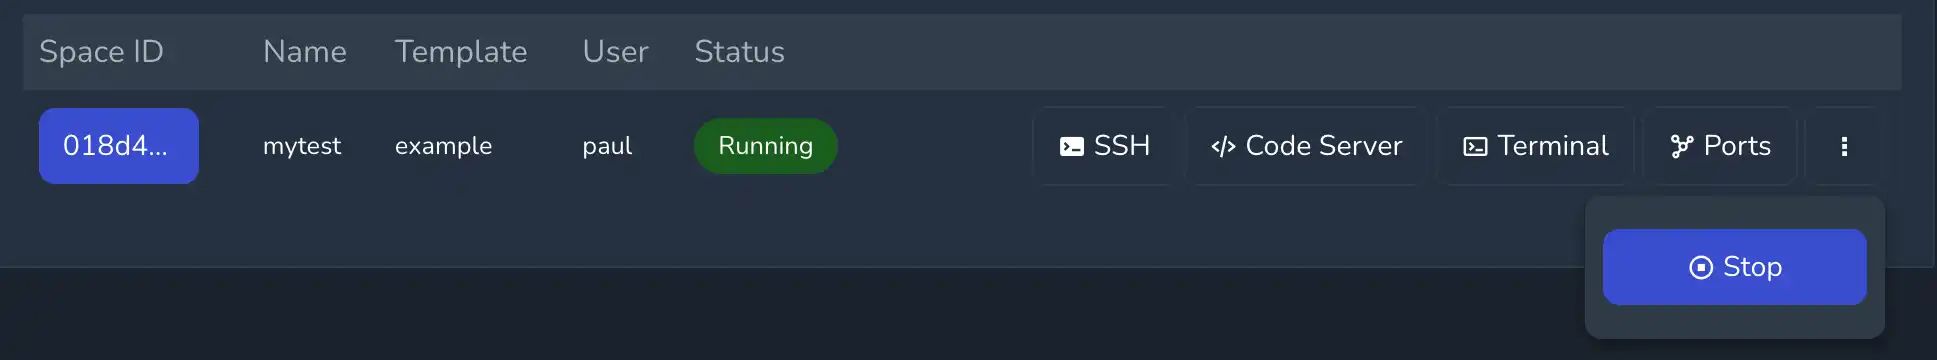 Space ID Name Template User Status
018d4... mytest example paul Running SSH Code Server Terminal Ports
Stop